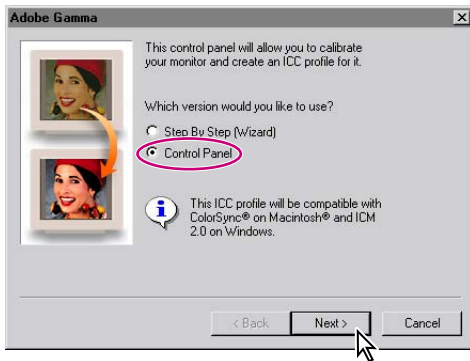 Adobe Gamma
This control panel will allow you to calibrate
your monitor and create an ICC profile for it.
Which version would you like to use?
Step By Step (Wizard)
Control Panel
This ICC profile will be compatible with
ColorSync® on Macintosh® and ICM
2.0 on Windows.
< Back
Next >
Cancel